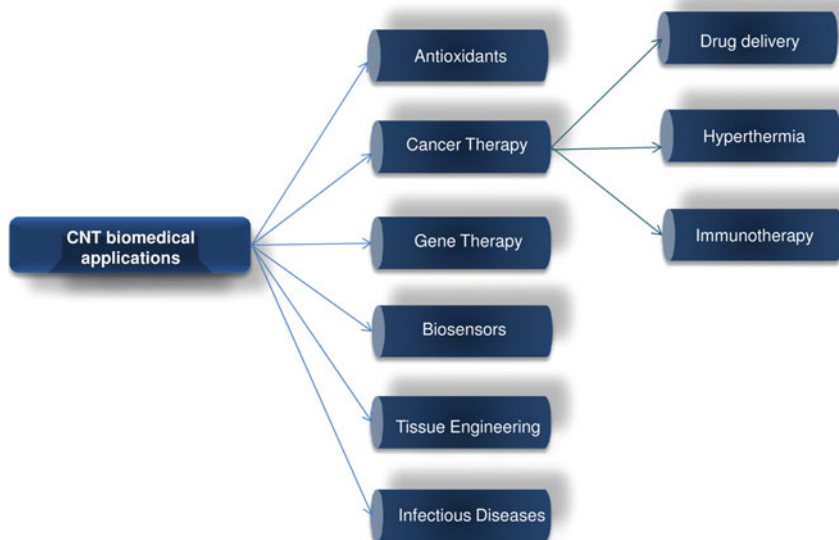 CNT biomedical
applications
Antioxidants
Cancer Therapy
Gene Therapy
Biosensors
Tissue Engineering
Infectious Diseases
Drug delivery
Hyperthermia
Immunotherapy